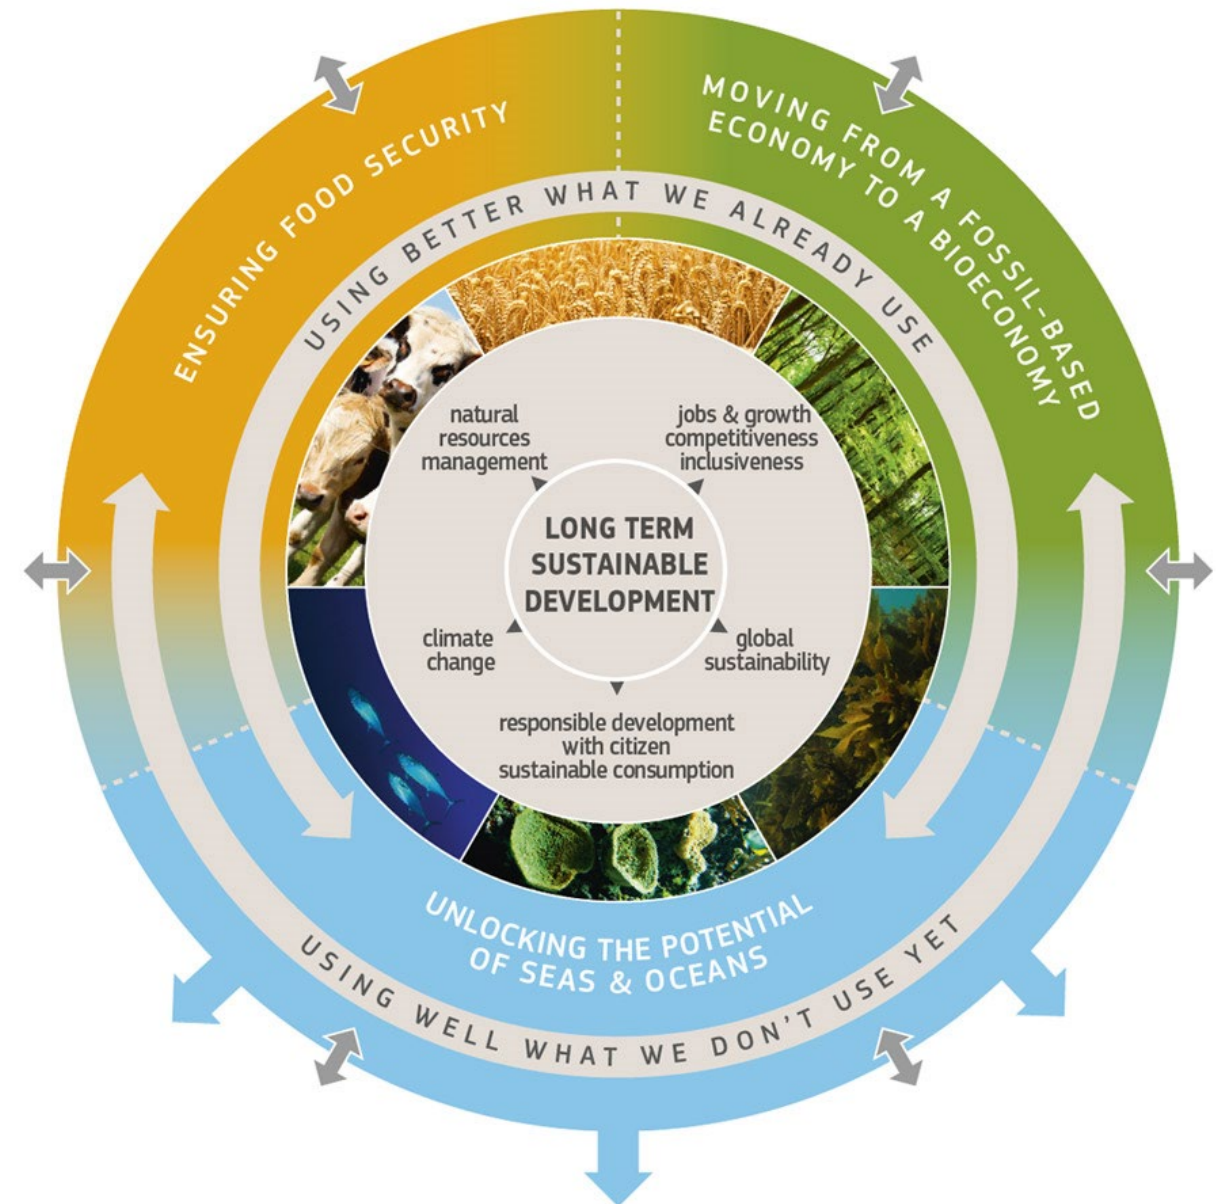 ENSURING FOOD SECURITY
MOVING FROM A FOSSIL-BASED
ECONOMY TO A BIOECONOMY
USING BETTER WHAT WE ALREADY USE
natural
resources
management
jobs & growth
competitiveness
inclusiveness
LONG TERM
SUSTAINABLE
DEVELOPMENT
climate
change
global
sustainability
responsible development
with citizen
sustainable consumption
UNLOCKING THE POTENTIAL
OF SEAS & OCEANS
USING WELL WHAT WE DON'T USE YET